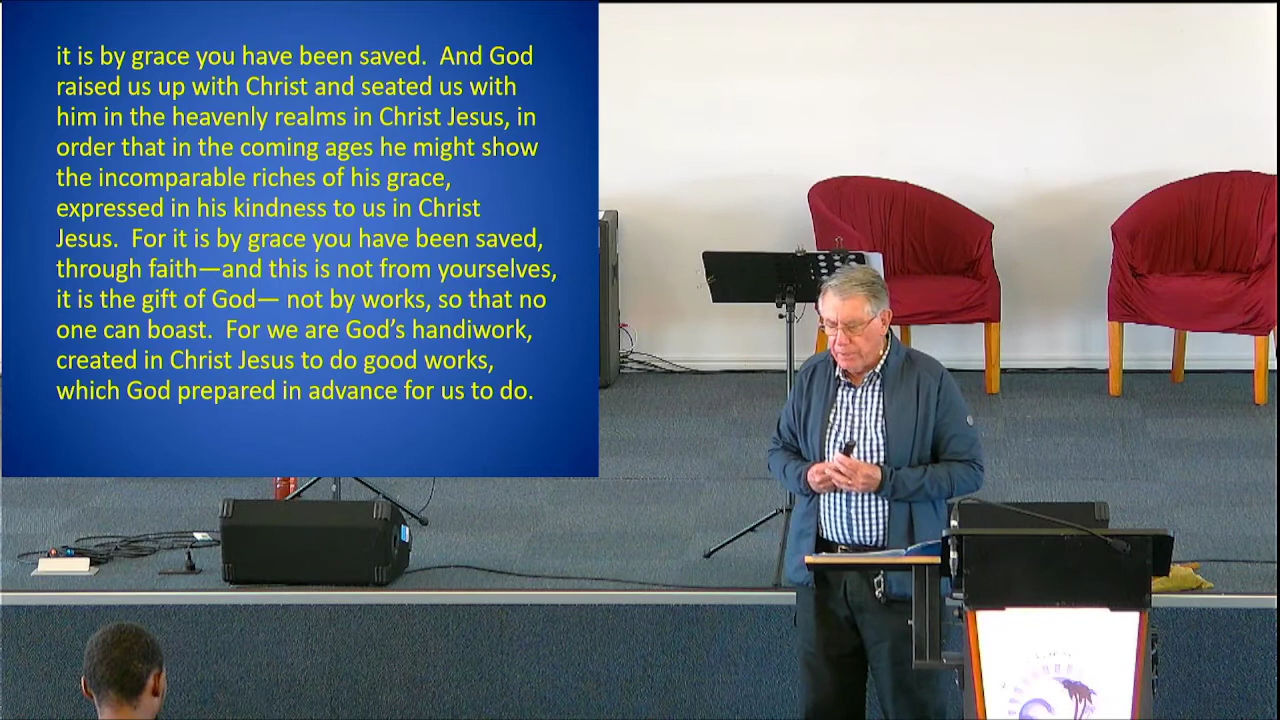 it is by grace you have been saved.  And God
raised us up with Christ and seated us with
him in the heavenly realms in Christ Jesus, in
order that in the coming ages he might show
the incomparable riches of his grace,
expressed in his kindness to us in Christ
Jesus.  For it is by grace you have been saved,
through faith—and this is not from yourselves,
it is the gift of God— not by works, so that no
one can boast.  For we are God’s handiwork,
created in Christ Jesus to do good works,
which God prepared in advance for us to do.